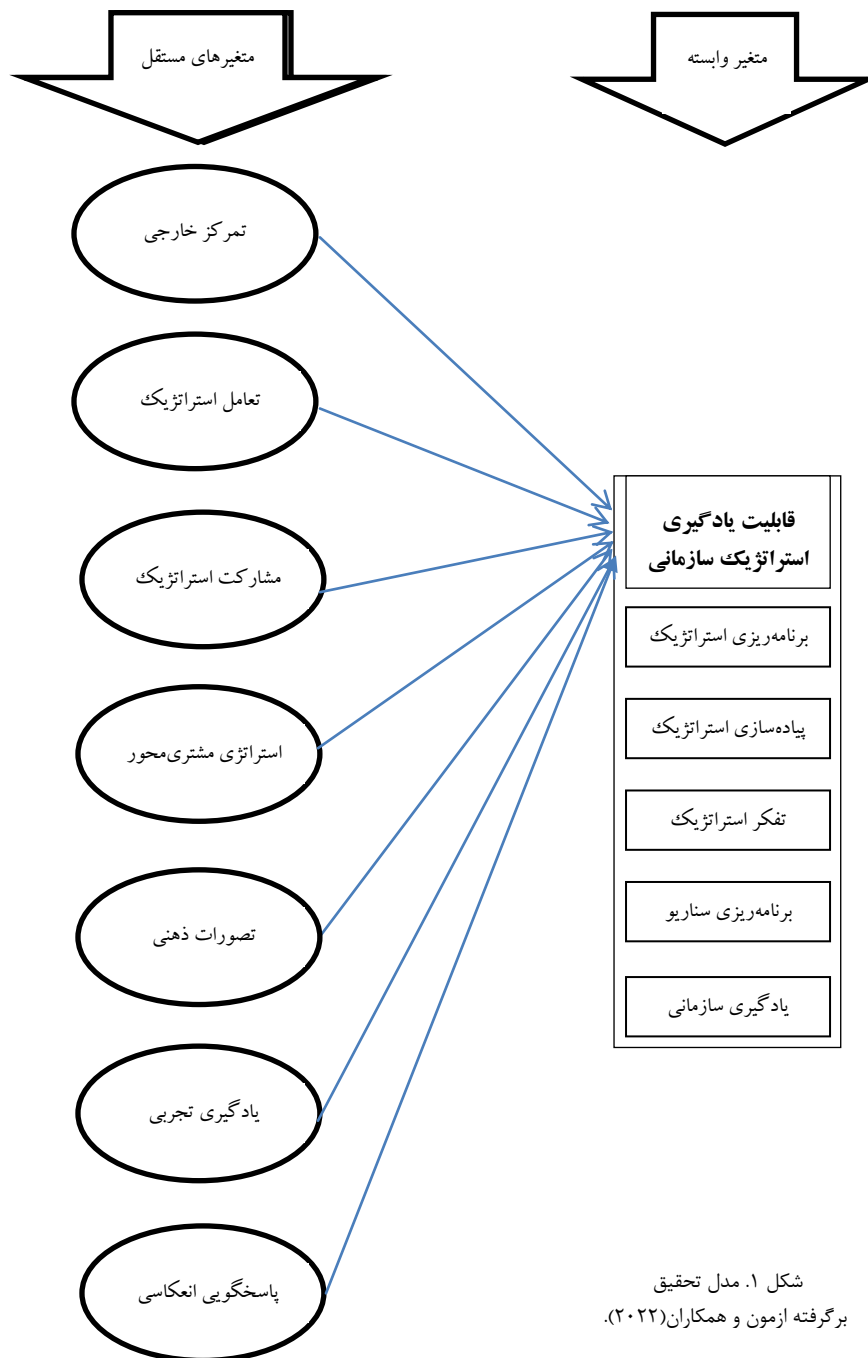 متغیرهای مستقل
متغیر وابسته
تمرکز خارجی
تعامل استراتژیک
مشارکت استراتژیک
استراتژی مشتری‌محور
تصورات ذهنی
یادگیری تجربی
پاسخگویی انعکاسی
قابلیت یادگیری
استراتژیک سازمانی
برنامه‌ریزی استراتژیک
پیاده‌سازی استراتژیک
تفکر استراتژیک
برنامه‌ریزی سناریو
یادگیری سازمانی
شکل ۱. مدل تحقیق
برگرفته ازمون و همکاران(۲۰۲۲).